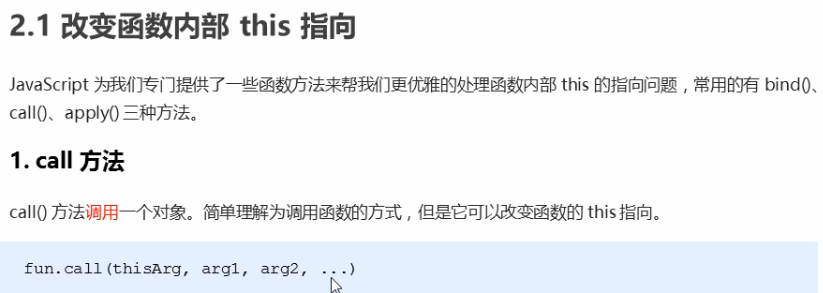 2.1 改变函数内部 this 指向
JavaScript 为我们专门提供了一些函数方法来帮我们更优雅的处理函数内部 this 的指向问题，常用的有 bind()、
call()、apply() 三种方法。
1. call 方法
call() 方法调用一个对象。简单理解为调用函数的方式，但是它可以改变函数的 this 指向。
fun.call(thisArg, arg1, arg2, ...)